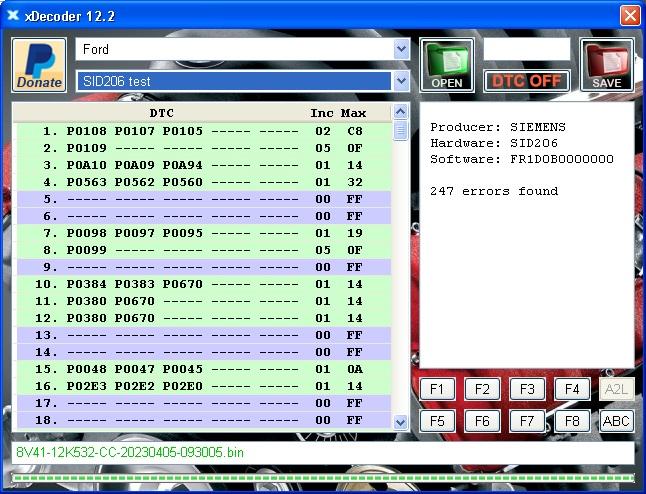 xDecoder 12.2
Donate
Ford
SID206 test
OPEN
DTC OFF
SAVE
DTC Inc Max
1. P0108 P0107 P0105 ----- ----- 02 C8
2. P0109 ----- ----- ----- ----- 05 0F
3. P0A10 P0A09 P0A94 ----- ----- 01 14
4. P0563 P0562 P0560 ----- ----- 01 32
5. ----- ----- ----- ----- ----- 00 FF
6. ----- ----- ----- ----- ----- 00 FF
7. P0098 P0097 P0095 ----- ----- 01 19
8. P0099 ----- ----- ----- ----- 05 0F
9. ----- ----- ----- ----- ----- 00 FF
10. P0384 P0383 P0670 ----- ----- 01 14
11. P0380 P0670 ----- ----- ----- 01 14
12. P0380 P0670 ----- ----- ----- 01 14
13. ----- ----- ----- ----- ----- 00 FF
14. ----- ----- ----- ----- ----- 00 FF
15. P0048 P0047 P0045 ----- ----- 01 0A
16. P02E3 P02E2 P02E0 ----- ----- 01 14
17. ----- ----- ----- ----- ----- 00 FF
18. ----- ----- ----- ----- ----- 00 FF
Producer: SIEMENS
Hardware: SID206
Software: FR1D0B0000000
247 errors found
F1 F2 F3 F4 A2L
F5 F6 F7 F8 ABC
8V41-12K532-CC-20230405-093005.bin